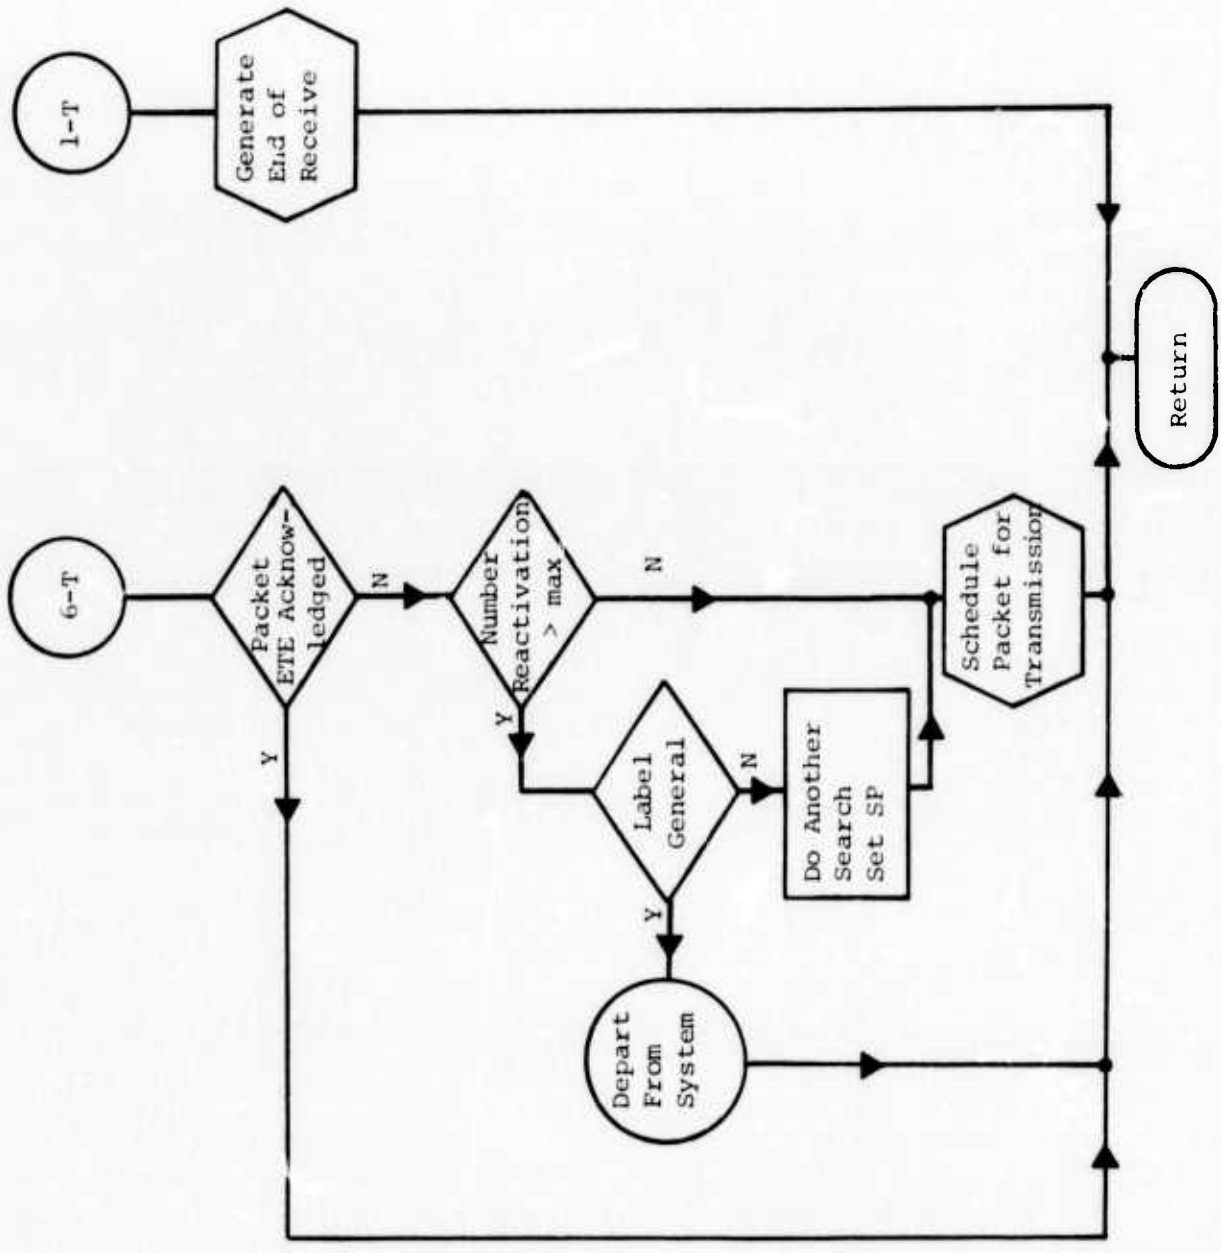 6-T
Packet
ETE Acknow-
ledged
Y
N
Number
Reactivation
> max
Y
N
Label
General
Y
N
Depart
From
System
Do Another
Search
Set SP
Schedule
Packet for
Transmission
1-T
Generate
End of
Receive
Return